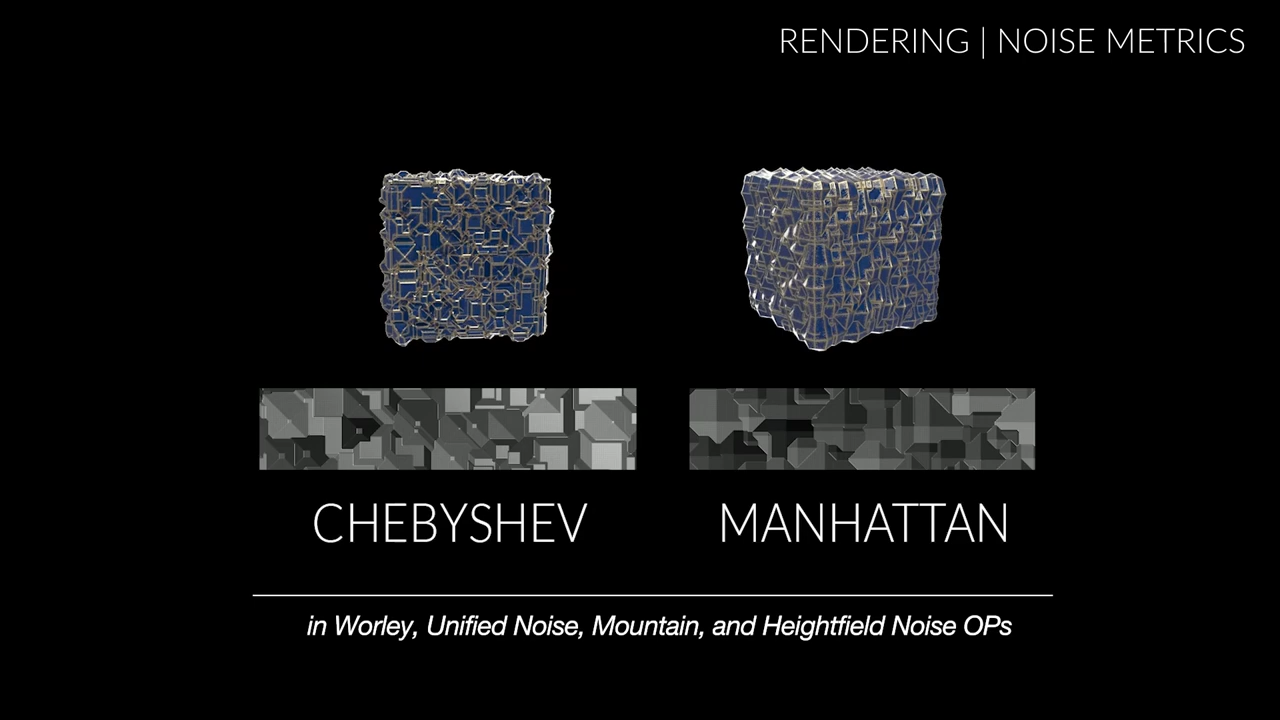 RENDERING | NOISE METRICS
CHEBYSHEV
MANHATTAN
in Worley, Unified Noise, Mountain, and Heightfield Noise OPs